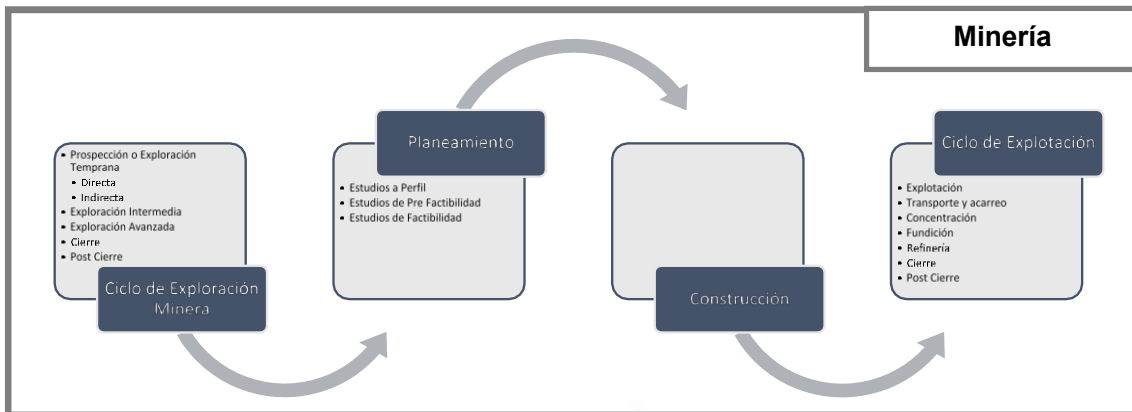 Minería
• Prospección o Exploración
Temprana
• Directa
• Indirecta
• Exploración Intermedia
• Exploración Avanzada
• Cierre
• Post Cierre
Ciclo de Exploración
Minera
Planeamiento
• Estudios a Perfil
• Estudios de Pre Factibilidad
• Estudios de Factibilidad
Construcción
Ciclo de Explotación
• Explotación
• Transporte y acarreo
• Concentración
• Fundición
• Refinería
• Cierre
• Post Cierre